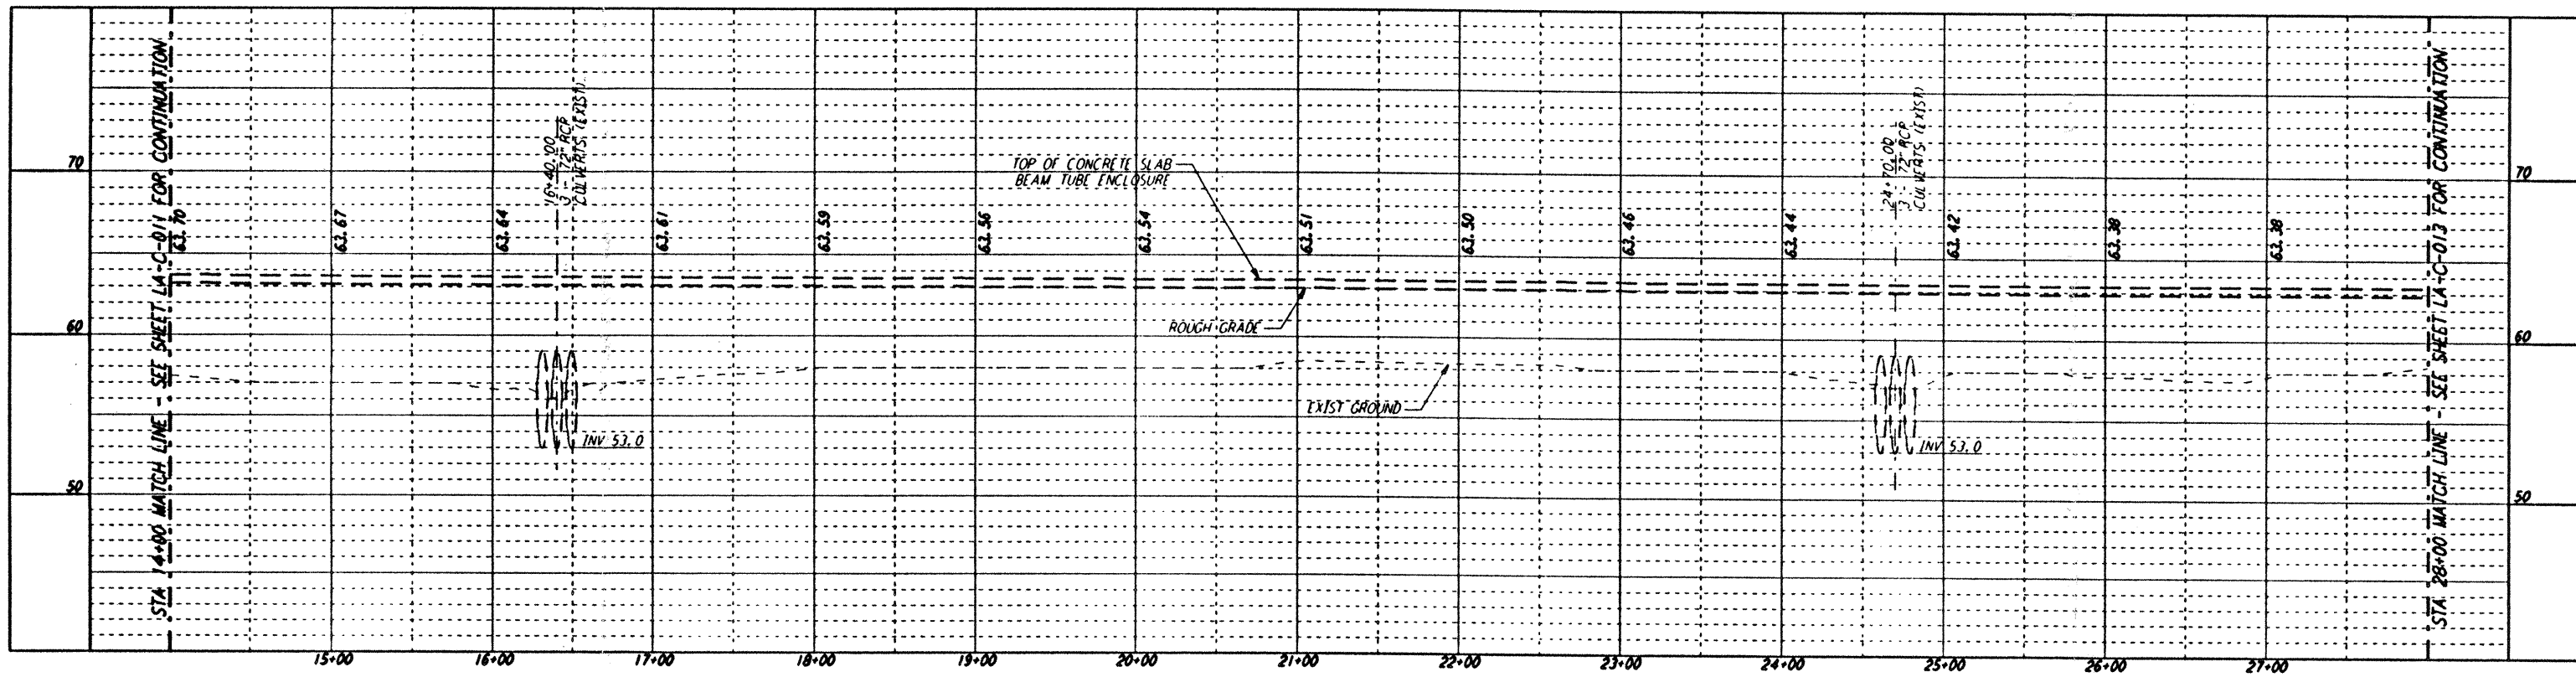 STA 14+00 MATCH LINE - SEE SHEET LA-C-011 FOR CONTINUATION
70
60
50
63.70
63.67
63.64
16+40.00
3 - 72" RCP
CULVERTS (EXIST)
63.61
63.59
63.56
63.54
TOP OF CONCRETE SLAB
BEAM TUBE ENCLOSURE
63.51
63.50
63.46
63.44
24+70.00
3 - 72" RCP
CULVERTS (EXIST)
63.42
63.38
63.38
ROUGH GRADE
EXIST GROUND
INV 53.0
INV 53.0
70
60
50
STA 28+00 MATCH LINE - SEE SHEET LA-C-013 FOR CONTINUATION
15+00
16+00
17+00
18+00
19+00
20+00
21+00
22+00
23+00
24+00
25+00
26+00
27+00